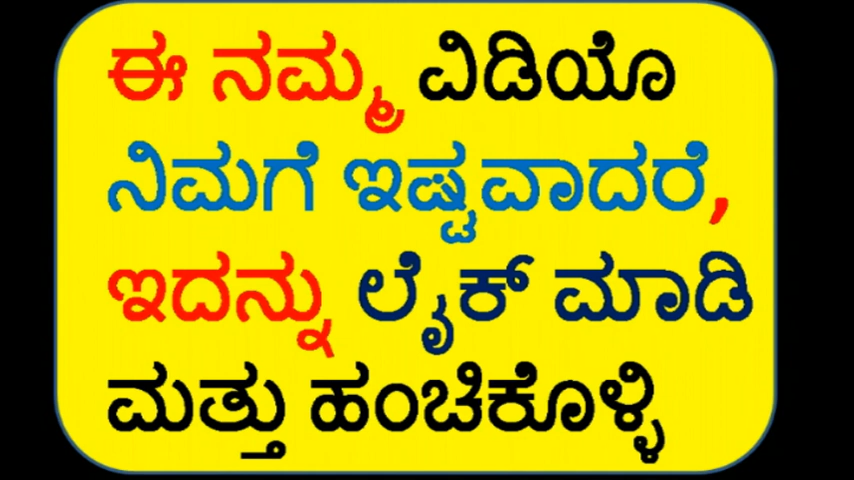 ಈ ನಮ್ಮ ವಿಡಿಯೊ
ನಿಮಗೆ ಇಷ್ಟವಾದರೆ,
ಇದನ್ನು ಲೈಕ್ ಮಾಡಿ
ಮತ್ತು ಹಂಚಿಕೊಳ್ಳಿ